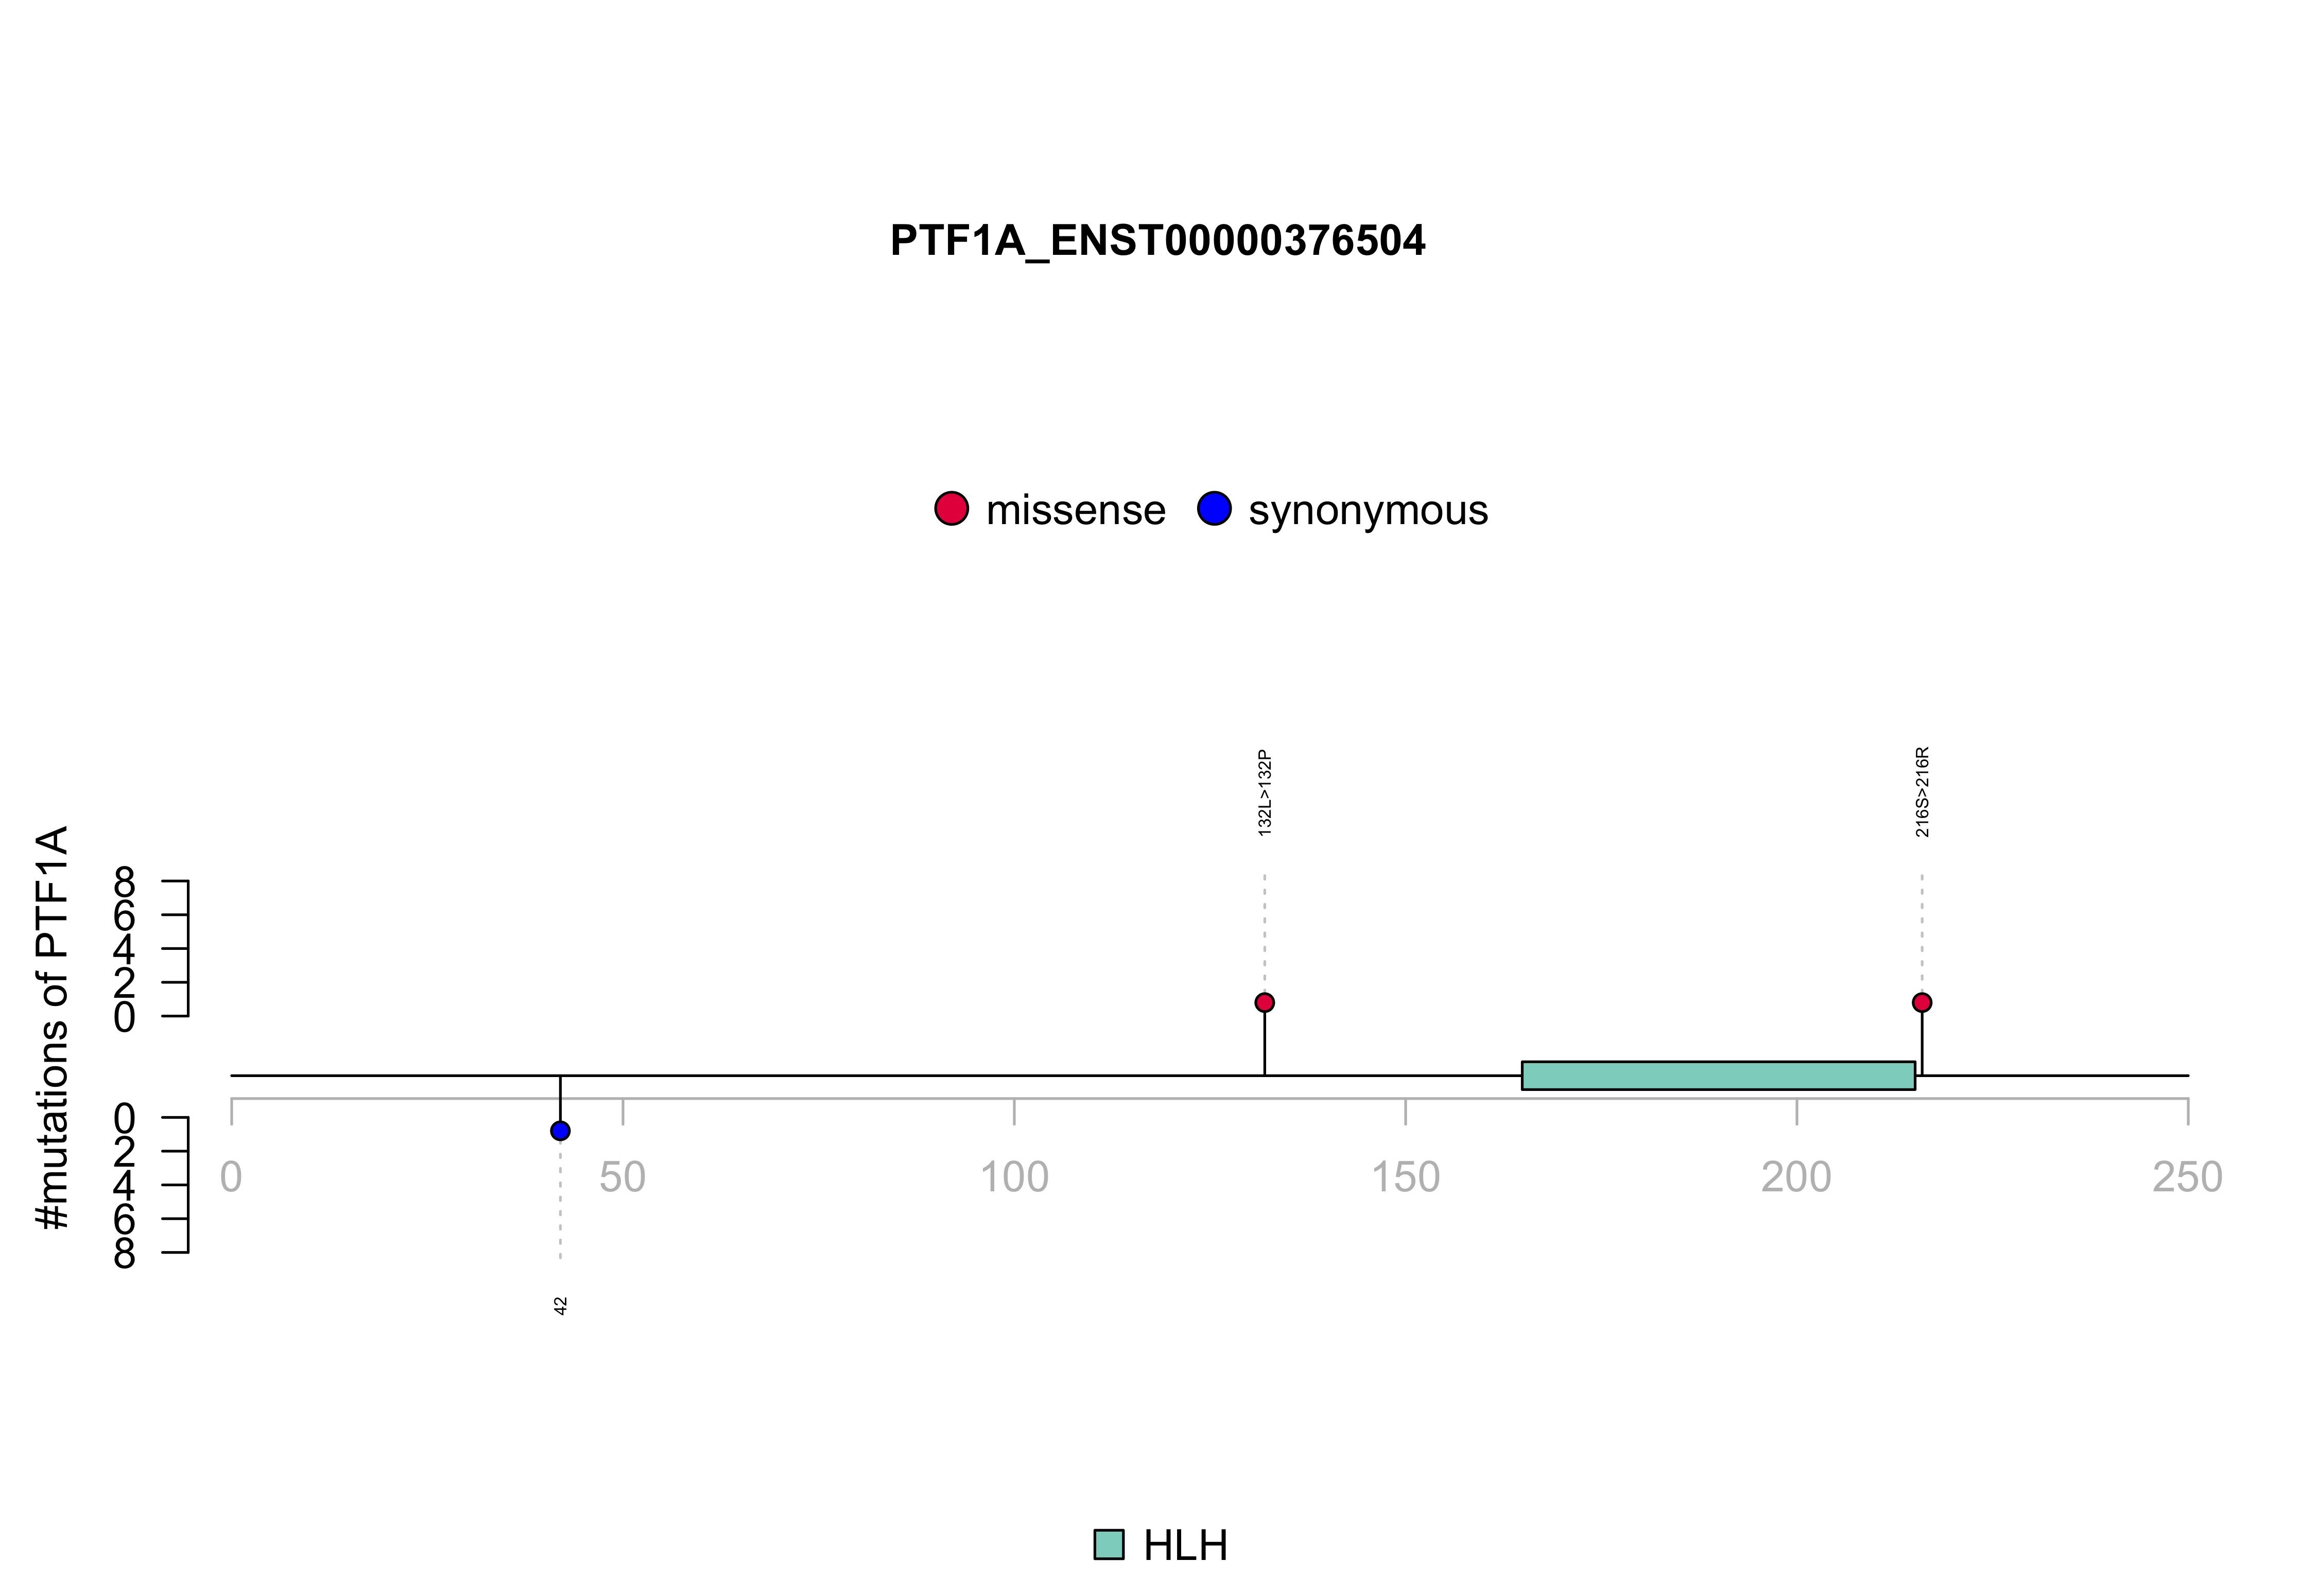 PTF1A_ENST00000376504
missense synonymous
132L>132P
216S>216R
#mutations of PTF1A
8
6
4
2
0
0
2
4
6
8
0 50 100 150 200 250
42
HLH